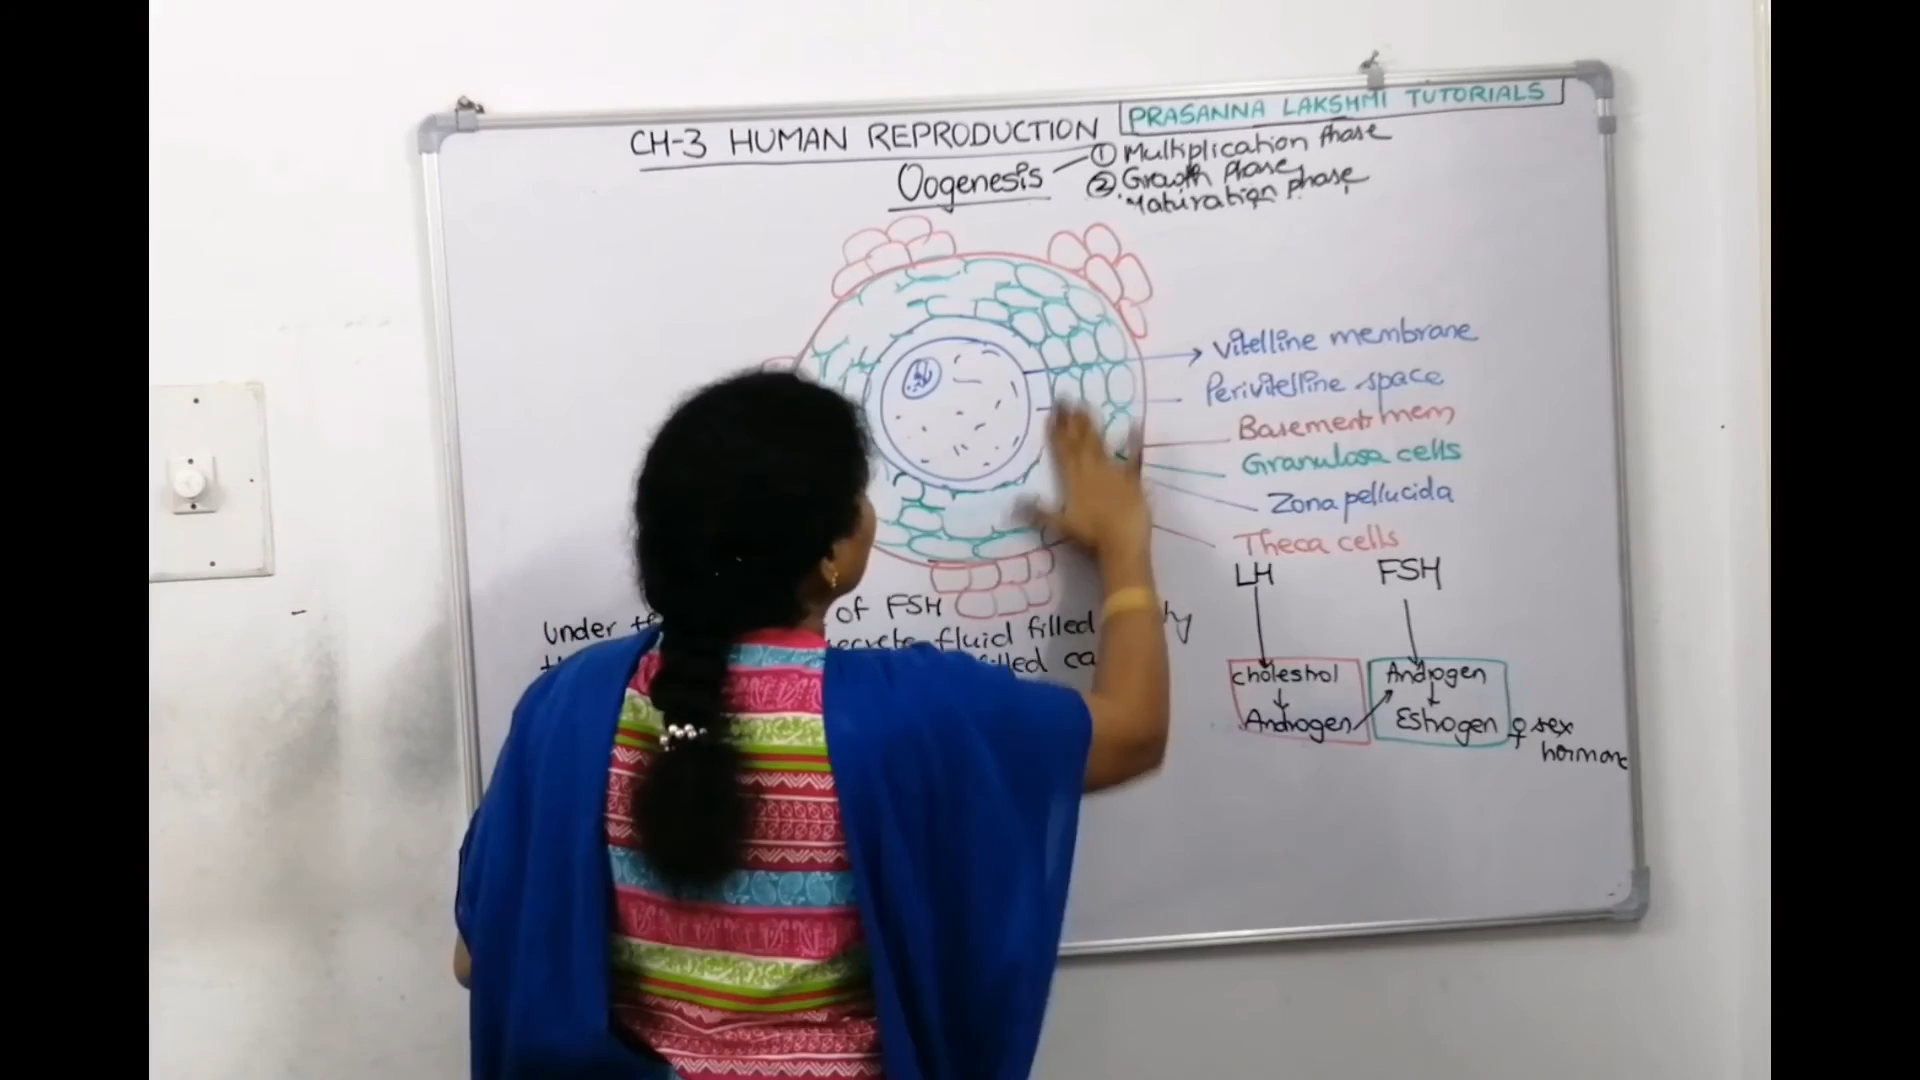 PRASANNA LAKSHMI TUTORIALS
CH-3 HUMAN REPRODUCTION
Oogenesis
① Multiplication Phase
② Growth Phase
Maturation phase
Vitelline membrane
Perivitelline space
Basement mem
Granulosa cells
Zona pellucida
Theca cells
LH FSH
cholestrol
Androgen
Androgen
Estrogen ♀ sex
hormone
Under of FSH
fluid filled